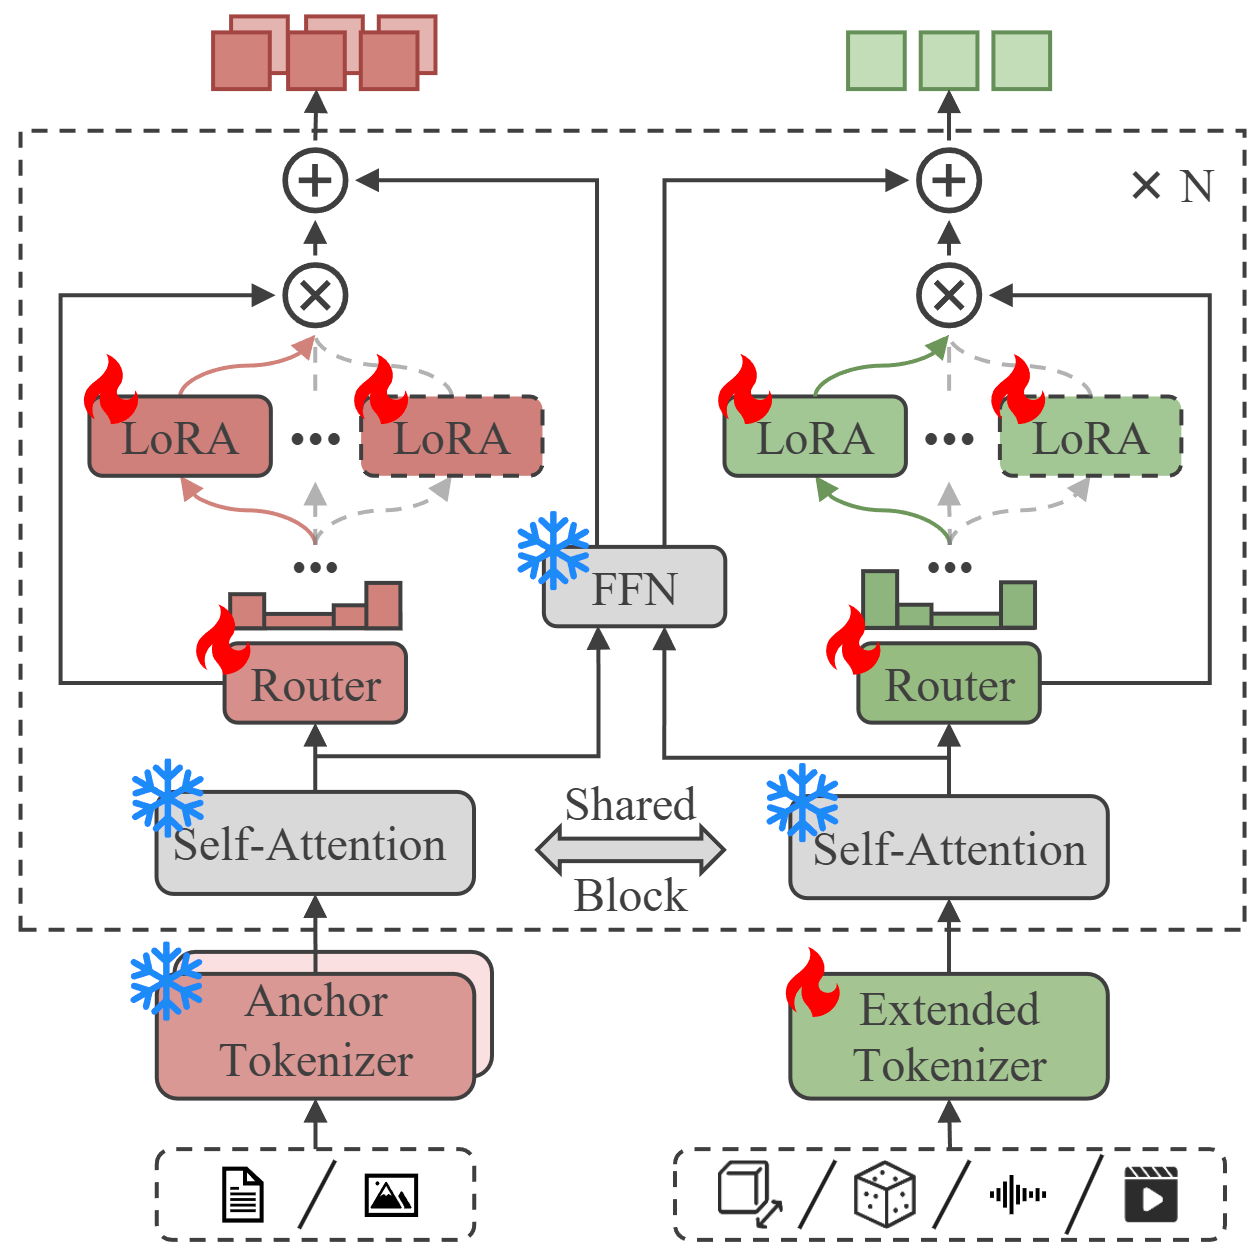 × N
LoRA
LoRA
LoRA
LoRA
FFN
Router
Router
Shared
Block
Self-Attention
Self-Attention
Anchor
Tokenizer
Extended
Tokenizer